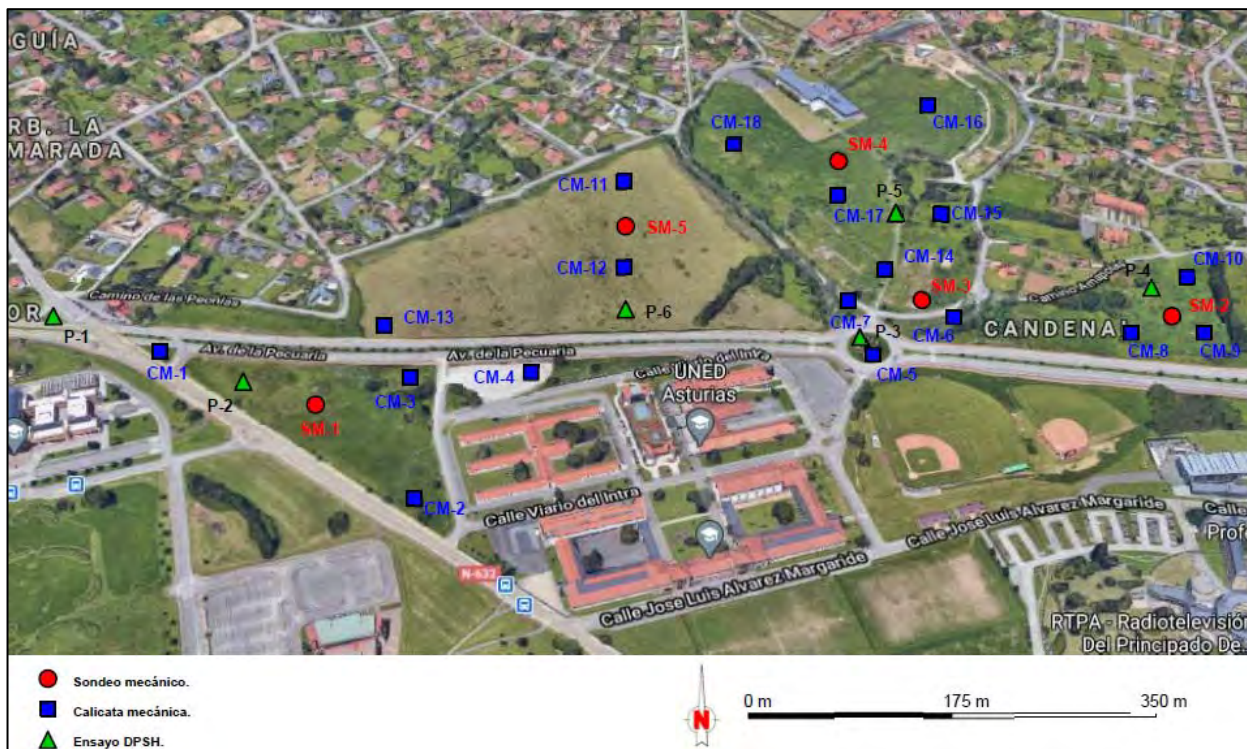 GUÍA
RB. LA
MARADA
CM-18
CM-16
SM-4
CM-11
P-5
CM-17
CM-15
SM-5
CM-12
CM-14
CM-10
P-4
Camino de las Peonías
OR
P-1
CM-13
P-6
SM-3
SM-2
CM-7
P-3
CM-6
CANDENAL
CM-8
CM-9
CM-1
Av. de la Pecuaria
Av. de la Pecuaria
CM-5
P-2
CM-3
CM-4
UNED
Asturias
SM-1
CM-2
Calle Viario del Intra
Calle Jose Luis Alvarez Margaride
Calle
Prof
N-632
Calle Jose Luis Alvarez Margaride
RTPA - Radiotelevisión
Del Principado De...
Sondeo mecánico.
Calicata mecánica.
Ensayo DPSH.
N
0 m
175 m
350 m